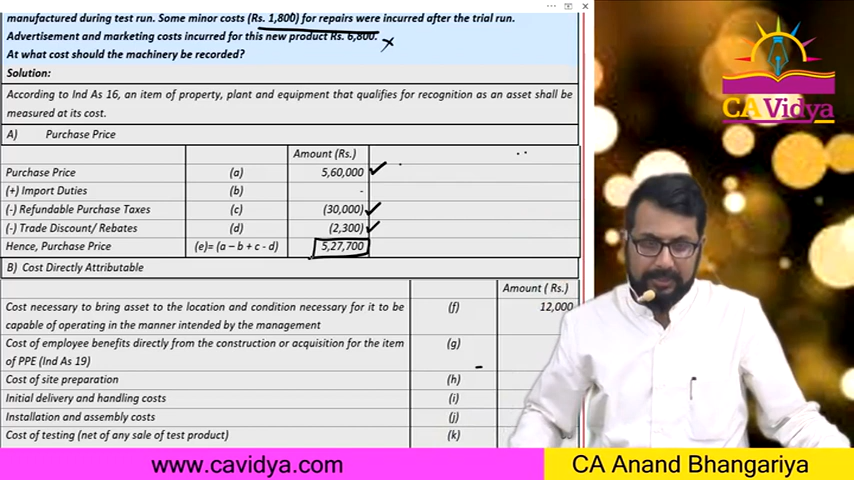 manufactured during test run. Some minor costs (Rs. 1,800) for repairs were incurred after the trial run.
Advertisement and marketing costs incurred for this new product Rs. 6,800.
At what cost should the machinery be recorded?
Solution:
According to Ind As 16, an item of property, plant and equipment that qualifies for recognition as an asset shall be
measured at its cost.
A) Purchase Price
Amount (Rs.)
Purchase Price (a) 5,60,000
(+) Import Duties (b) -
(-) Refundable Purchase Taxes (c) (30,000)
(-) Trade Discount/ Rebates (d) (2,300)
Hence, Purchase Price (e)= (a – b + c - d) 5,27,700
B) Cost Directly Attributable
Amount ( Rs.)
Cost necessary to bring asset to the location and condition necessary for it to be (f) 12,000
capable of operating in the manner intended by the management
Cost of employee benefits directly from the construction or acquisition for the item (g)
of PPE (Ind As 19)
Cost of site preparation (h)
Initial delivery and handling costs (i)
Installation and assembly costs (j)
Cost of testing (net of any sale of test product) (k)
CA Vidya
www.cavidya.com
CA Anand Bhangariya